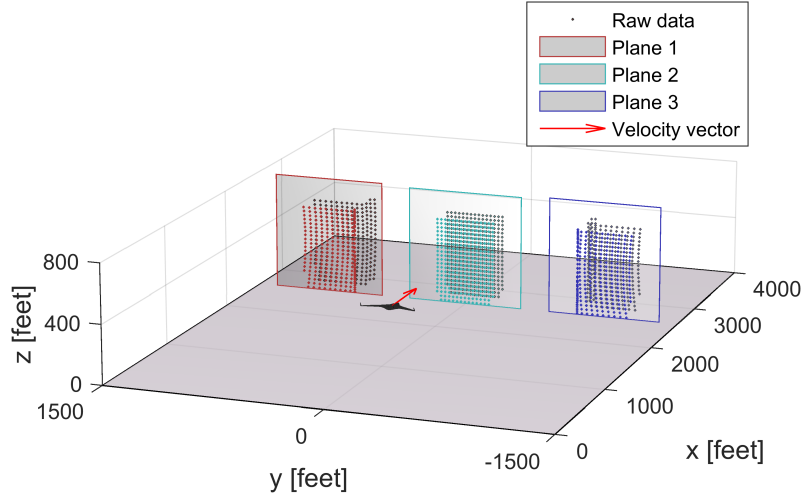 Raw data
Plane 1
Plane 2
Plane 3
Velocity vector
800
400
0
z [feet]
1500
0
-1500
y [feet]
0
1000
2000
3000
4000
x [feet]